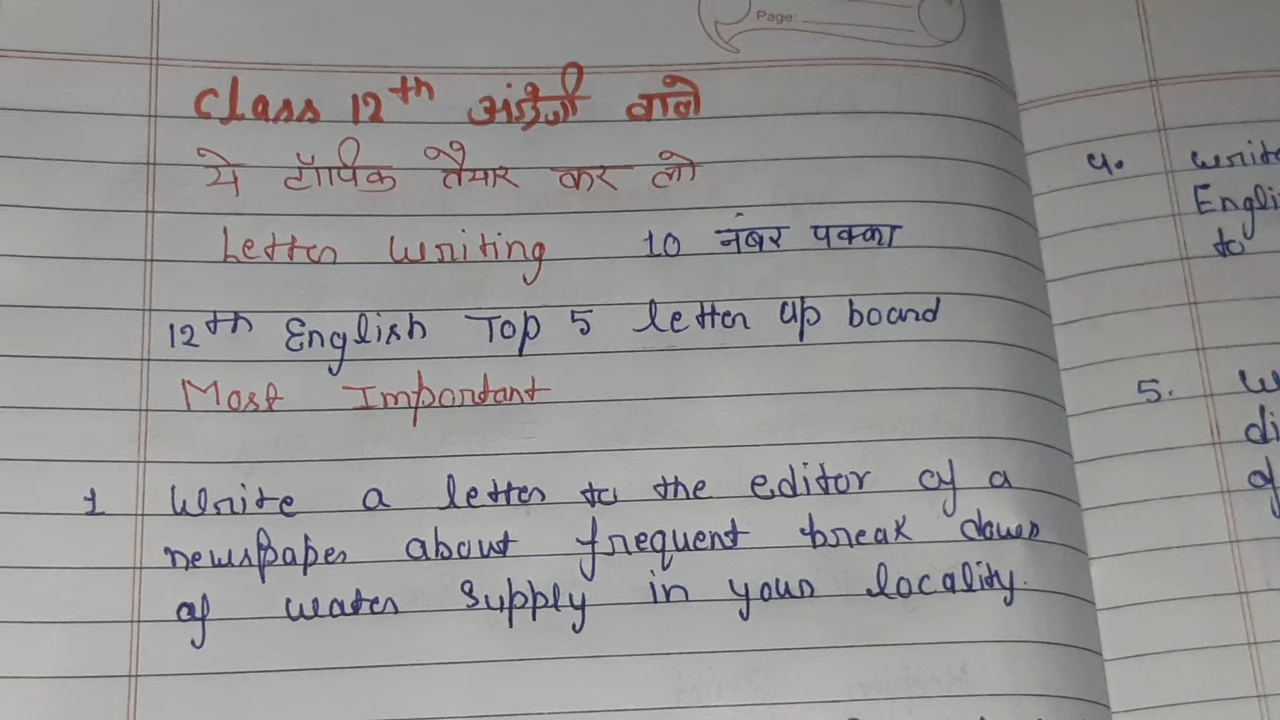 Page:
Class 12th अंग्रेजी वाले
ये टॉपिक तैयार कर लो
Letter Writing 10 नंबर पक्का
12th English Top 5 letter up board
Most Important
1 Write a letter to the editor of a
newspaper about frequent break down
of water supply in your locality.
4. write
Engli
to
5. W
di
of